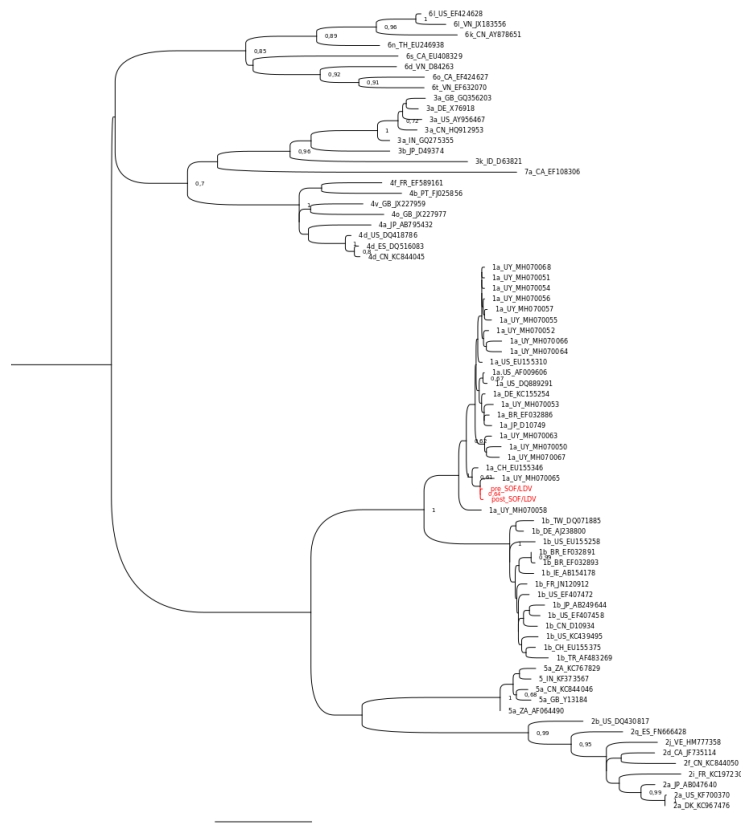 6l_US_EF424628
1
6l_VN_JX183556
0,96
6k_CN_AY878651
0,89
6n_TH_EU246938
0,85
6s_CA_EU408329
6d_VN_D84263
0,92
6o_CA_EF424627
0,91
6t_VN_EF632070
3a_GB_GQ356203
3a_DE_X76918
3a_US_AY956467
0,72
3a_CN_HQ912953
1
3a_IN_GQ275355
0,96
3b_JP_D49374
3k_ID_D63821
7a_CA_EF108306
0,7
4f_FR_EF589161
4b_PT_FJ025856
4v_GB_JX227959
1
4o_GB_JX227977
4a_JP_AB795432
4d_US_DQ418786
1
4d_ES_DQ516083
4d_CN_KC844045
1a_UY_MH070068
1a_UY_MH070051
1a_UY_MH070054
1a_UY_MH070056
1a_UY_MH070057
1a_UY_MH070055
1a_UY_MH070052
1a_UY_MH070066
1a_UY_MH070064
1a_US_EU155310
1a_US_AF009606
0,67
1a_US_DQ889291
1a_DE_KC155254
1a_UY_MH070053
1a_BR_EF032886
1a_JP_D10749
1a_UY_MH070063
0,62
1a_UY_MH070050
1a_UY_MH070067
1a_CH_EU155346
0,61
1a_UY_MH070065
pre_SOF/LDV
0,64
post_SOF/LDV
1a_UY_MH070058
1
1b_TW_DQ071885
1b_DE_AJ238800
1b_US_EU155258
1
1b_BR_EF032891
0,99
1b_BR_EF032893
1b_IE_AB154178
1b_FR_JN120912
1b_US_EF407472
1b_JP_AB249644
1b_US_EF407458
1b_CN_D10934
1b_US_KC439495
1b_CH_EU155375
1b_TR_AF483269
5a_ZA_KC767829
5_IN_KF373567
5a_CN_KC844046
0,68
1
5a_GB_Y13184
5a_ZA_AF064490
2b_US_DQ430817
0,99
2q_ES_FN666428
0,95
2j_VE_HM777358
2d_CA_JF735114
2f_CN_KC844050
2i_FR_KC197230
2a_JP_AB047640
0,99
2a_US_KF700370
2a_DK_KC967476